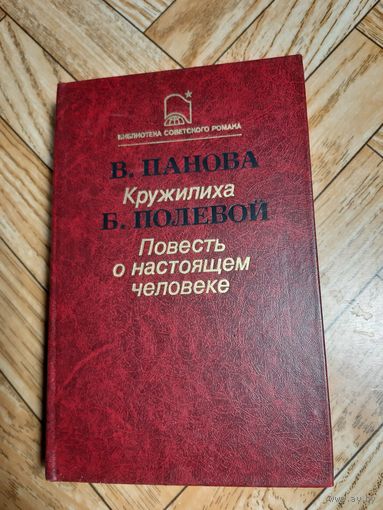 БИБЛИОТЕКА СОВЕТСКОГО РОМАНА
В. ПАНОВА
Кружилиха
Б. ПОЛЕВОЙ
Повесть
о настоящем
человеке